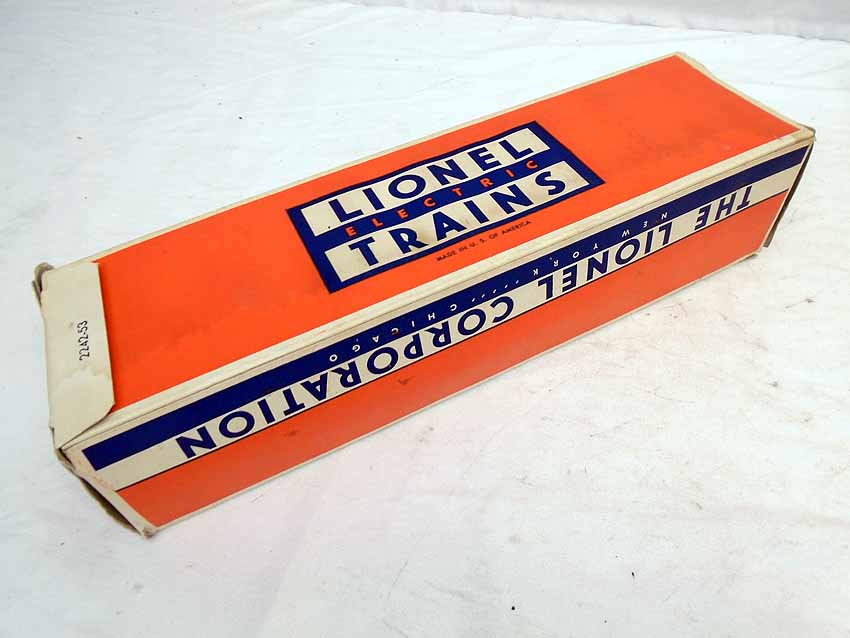 LIONEL
ELECTRIC
TRAINS
MADE IN U. S. OF AMERICA
2242-53
THE LIONEL CORPORATION
NEW YORK......CHICAGO